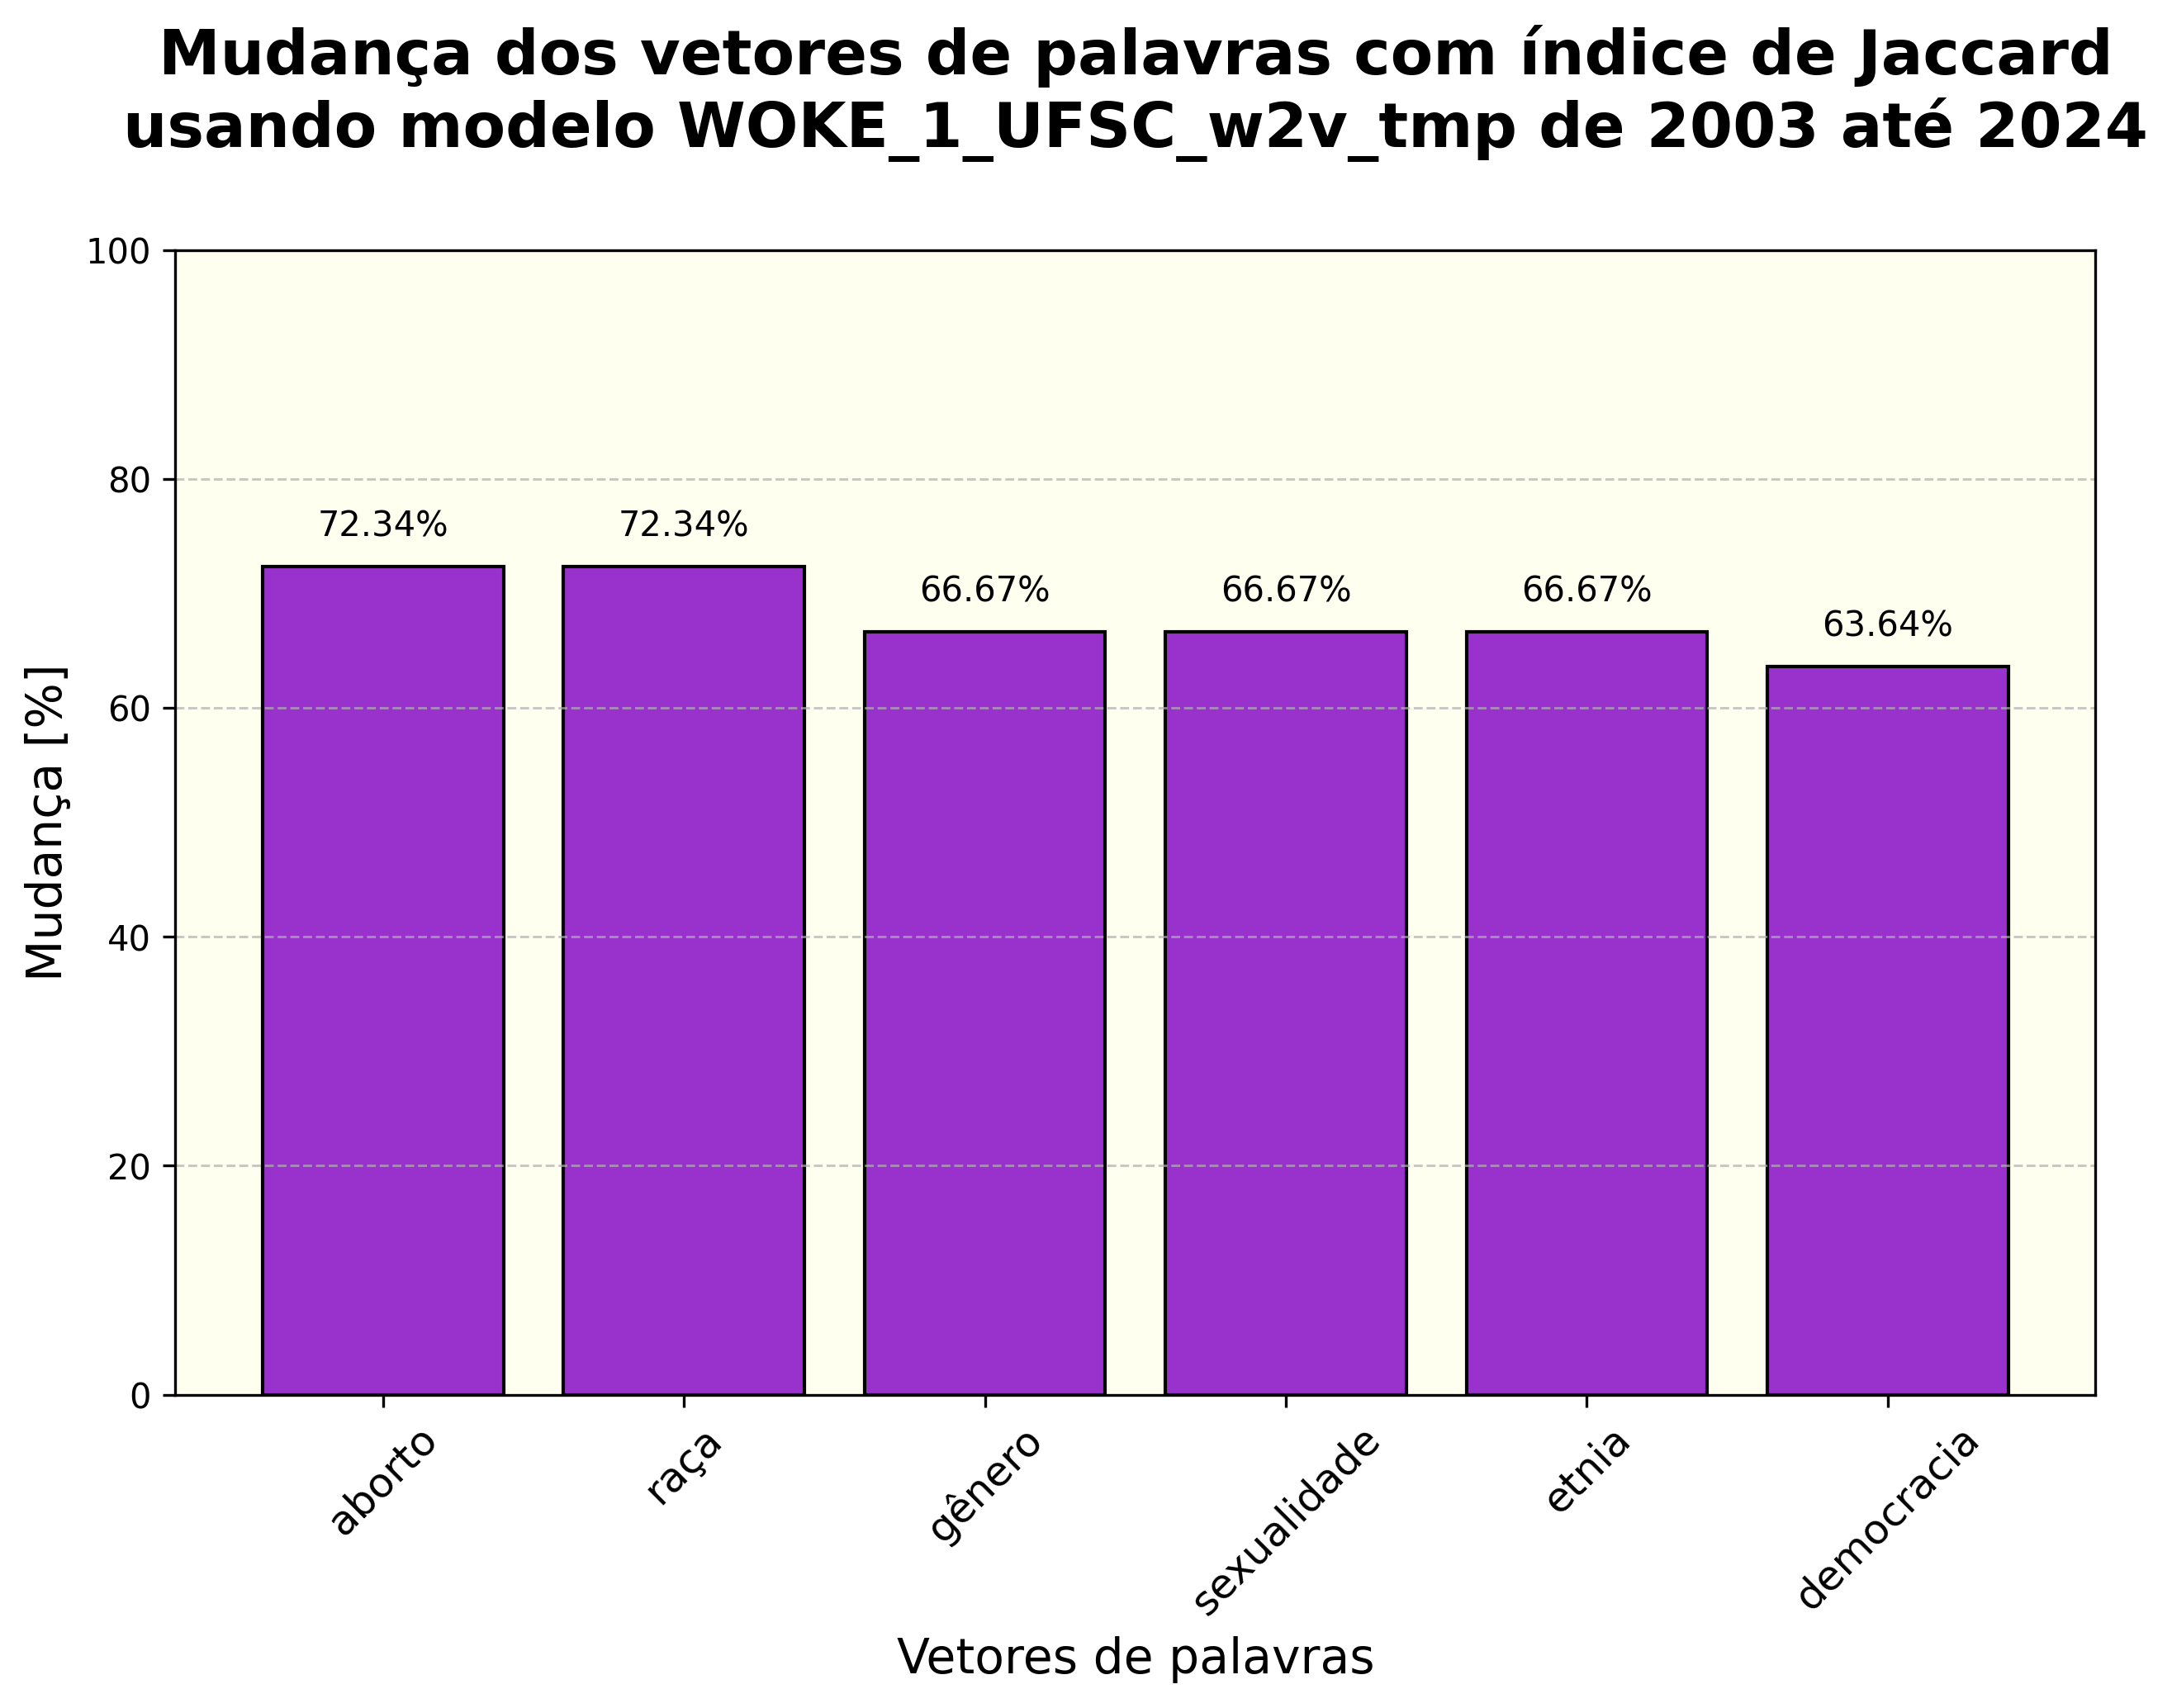 Mudança dos vetores de palavras com índice de Jaccard
usando modelo WOKE_1_UFSC_w2v_tmp de 2003 até 2024
100
80
60
40
20
0
Mudança [%]
72.34%
72.34%
66.67%
66.67%
66.67%
63.64%
aborto
raça
gênero
sexualidade
etnia
democracia
Vetores de palavras